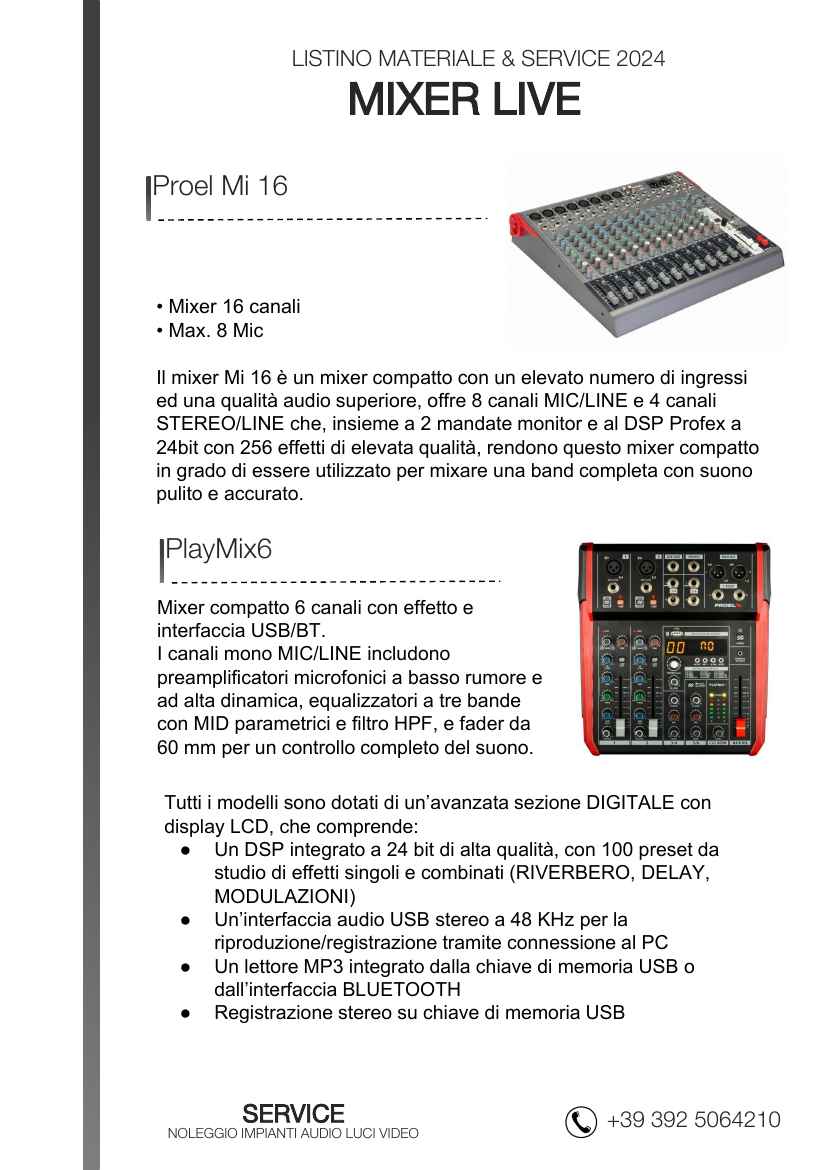 LISTINO MATERIALE & SERVICE 2024
MIXER LIVE
Proel Mi 16
• Mixer 16 canali
• Max. 8 Mic
Il mixer Mi 16 è un mixer compatto con un elevato numero di ingressi
ed una qualità audio superiore, offre 8 canali MIC/LINE e 4 canali
STEREO/LINE che, insieme a 2 mandate monitor e al DSP Profex a
24bit con 256 effetti di elevata qualità, rendono questo mixer compatto
in grado di essere utilizzato per mixare una band completa con suono
pulito e accurato.
PlayMix6
Mixer compatto 6 canali con effetto e
interfaccia USB/BT.
I canali mono MIC/LINE includono
preamplificatori microfonici a basso rumore e
ad alta dinamica, equalizzatori a tre bande
con MID parametrici e filtro HPF, e fader da
60 mm per un controllo completo del suono.
PROEL
Tutti i modelli sono dotati di un’avanzata sezione DIGITALE con
display LCD, che comprende:
● Un DSP integrato a 24 bit di alta qualità, con 100 preset da
studio di effetti singoli e combinati (RIVERBERO, DELAY,
MODULAZIONI)
● Un’interfaccia audio USB stereo a 48 KHz per la
riproduzione/registrazione tramite connessione al PC
● Un lettore MP3 integrato dalla chiave di memoria USB o
dall’interfaccia BLUETOOTH
● Registrazione stereo su chiave di memoria USB
SERVICE
NOLEGGIO IMPIANTI AUDIO LUCI VIDEO
+39 392 5064210